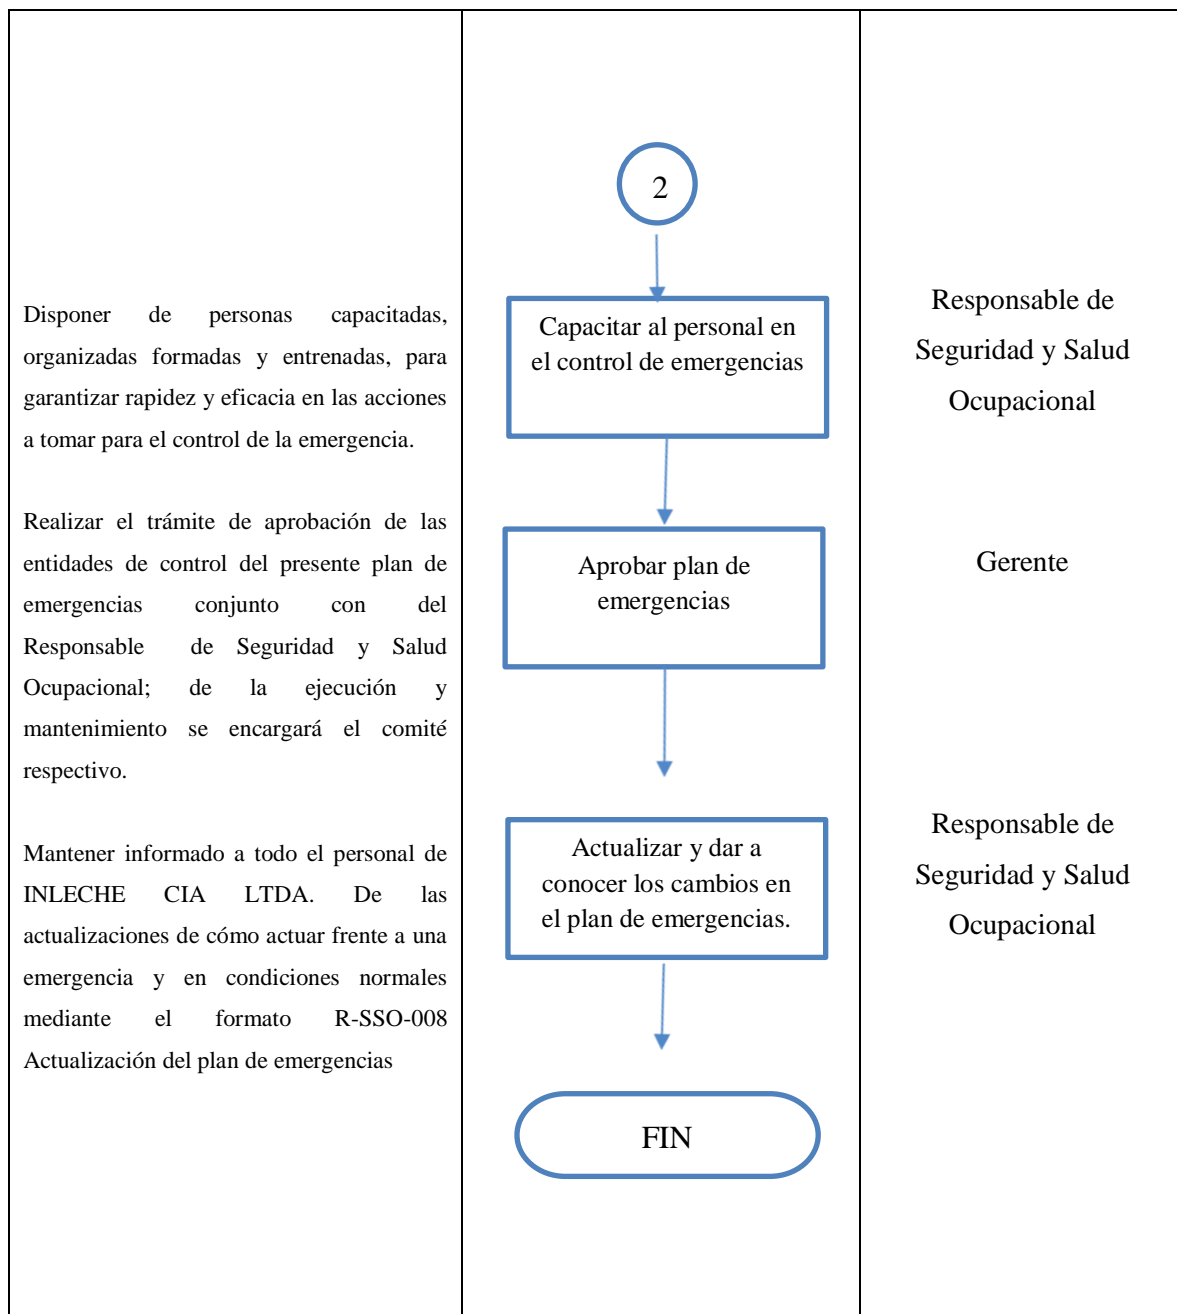 Disponer de personas capacitadas,
organizadas formadas y entrenadas, para
garantizar rapidez y eficacia en las acciones
a tomar para el control de la emergencia.
Realizar el trámite de aprobación de las
entidades de control del presente plan de
emergencias conjunto con del
Responsable de Seguridad y Salud
Ocupacional; de la ejecución y
mantenimiento se encargará el comité
respectivo.
Mantener informado a todo el personal de
INLECHE CIA LTDA. De las
actualizaciones de cómo actuar frente a una
emergencia y en condiciones normales
mediante el formato R-SSO-008
Actualización del plan de emergencias
2
Capacitar al personal en
el control de emergencias
Aprobar plan de
emergencias
Actualizar y dar a
conocer los cambios en
el plan de emergencias.
FIN
Responsable de
Seguridad y Salud
Ocupacional
Gerente
Responsable de
Seguridad y Salud
Ocupacional